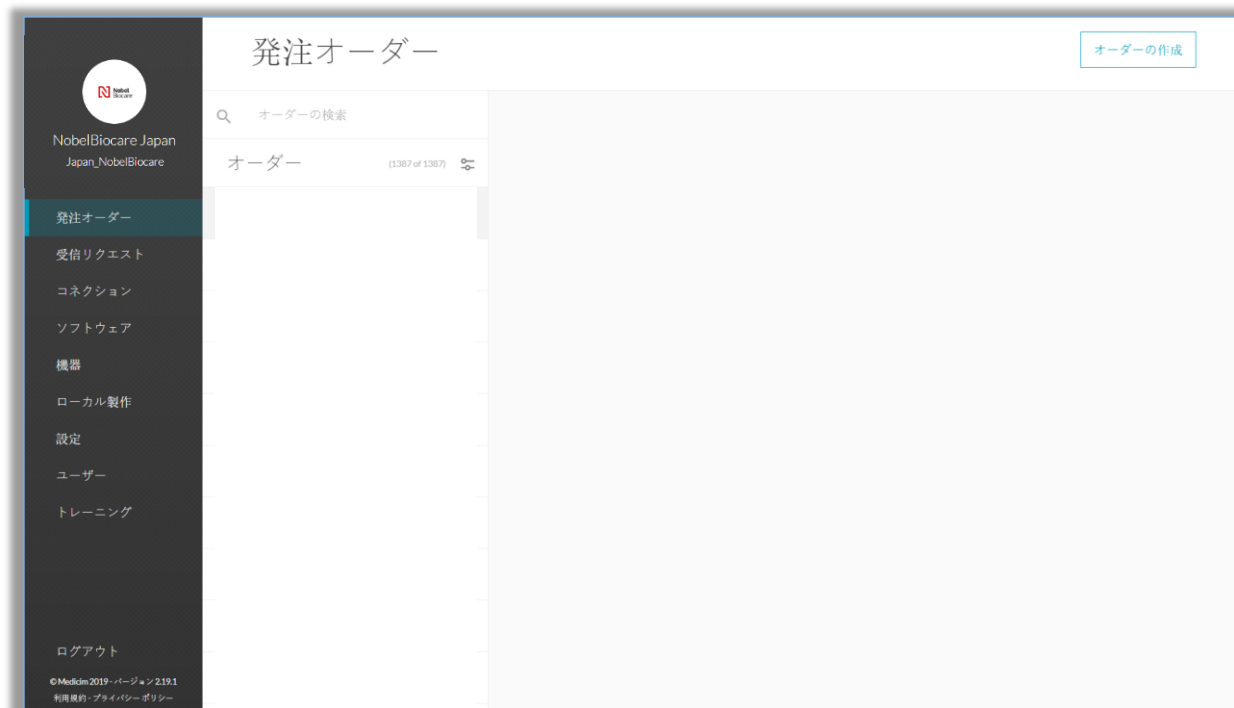 Nobel
Biocare
NobelBiocare Japan
Japan_NobelBiocare
発注オーダー
受信リクエスト
コネクション
ソフトウェア
機器
ローカル製作
設定
ユーザー
トレーニング
ログアウト
© Medicim 2019 - バージョン 2.19.1
利用規約 - プライバシー ポリシー
発注オーダー
オーダーの作成
オーダーの検索
オーダー (1387 of 1387)